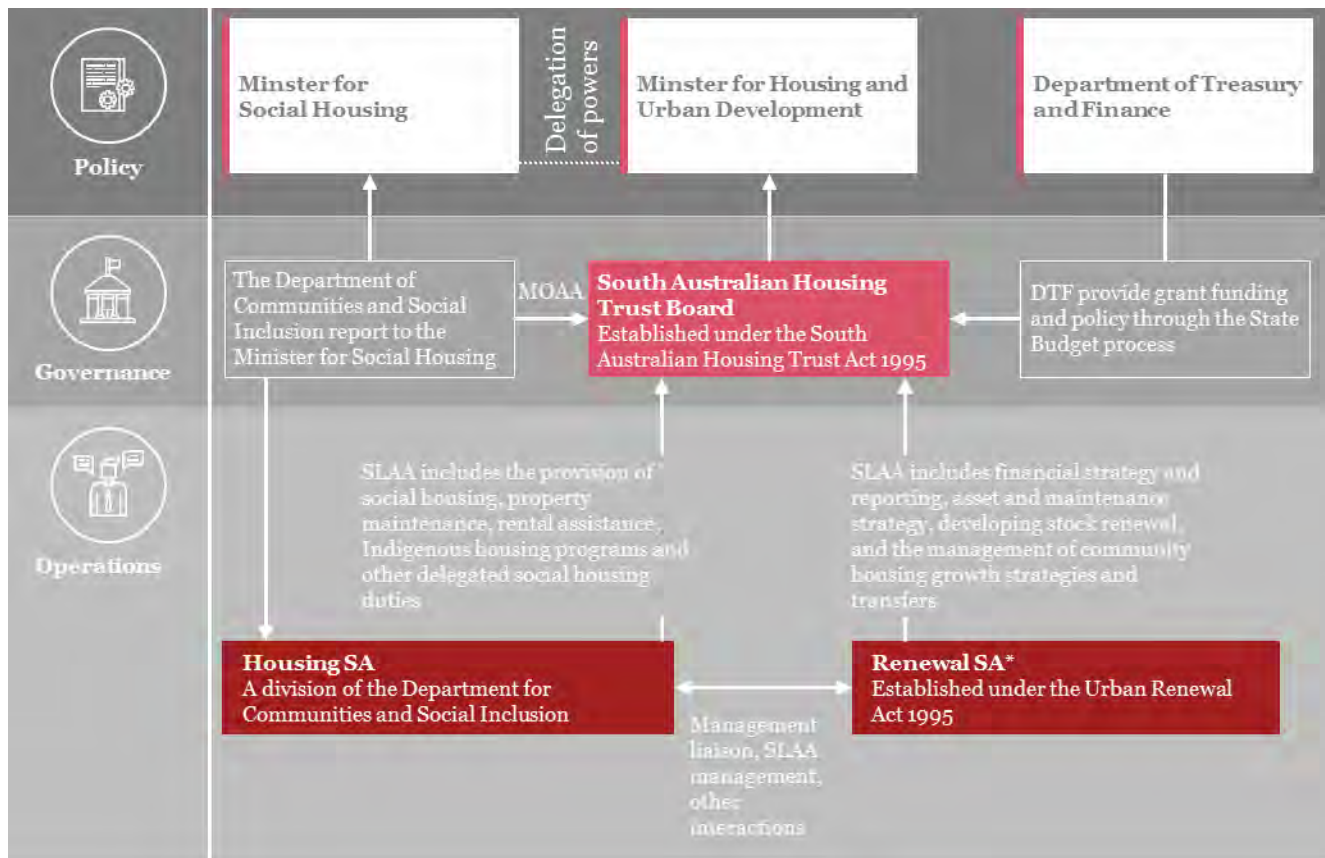 Policy
Minster for
Social Housing
Delegation
of powers
Minster for Housing and
Urban Development
Department of Treasury
and Finance
Governance
The Department of
Communities and Social
Inclusion report to the
Minister for Social Housing
MOAA
South Australian Housing
Trust Board
Established under the South
Australian Housing Trust Act 1995
DTF provide grant funding
and policy through the State
Budget process
Operations
SLAA includes the provision of
social housing, property
maintenance, rental assistance,
Indigenous housing programs and
other delegated social housing
duties
SLAA includes financial strategy and
reporting, asset and maintenance
strategy, developing stock renewal,
and the management of community
housing growth strategies and
transfers
Housing SA
A division of the Department for
Communities and Social Inclusion
Management
liaison, SLAA
management,
other
interactions
Renewal SA*
Established under the Urban Renewal
Act 1995